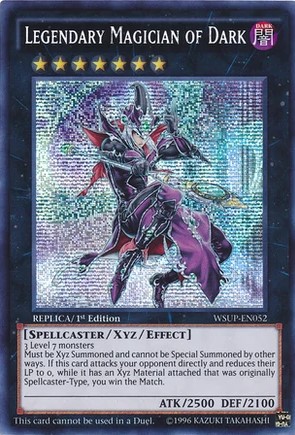 LEGENDARY MAGICIAN OF DARK
DARK
闇
REPLICA/1st Edition
WSUP-EN052
[SPELLCASTER/XYZ/EFFECT]
3 Level 7 monsters
Must be Xyz Summoned and cannot be Special Summoned by other
ways. If this card attacks your opponent directly and reduces their
LP to 0, while it has an Xyz Material attached that was originally
Spellcaster-Type, you win the Match.
ATK/2500 DEF/2100
This card cannot be used in a Duel.
©1996 KAZUKI TAKAHASHI